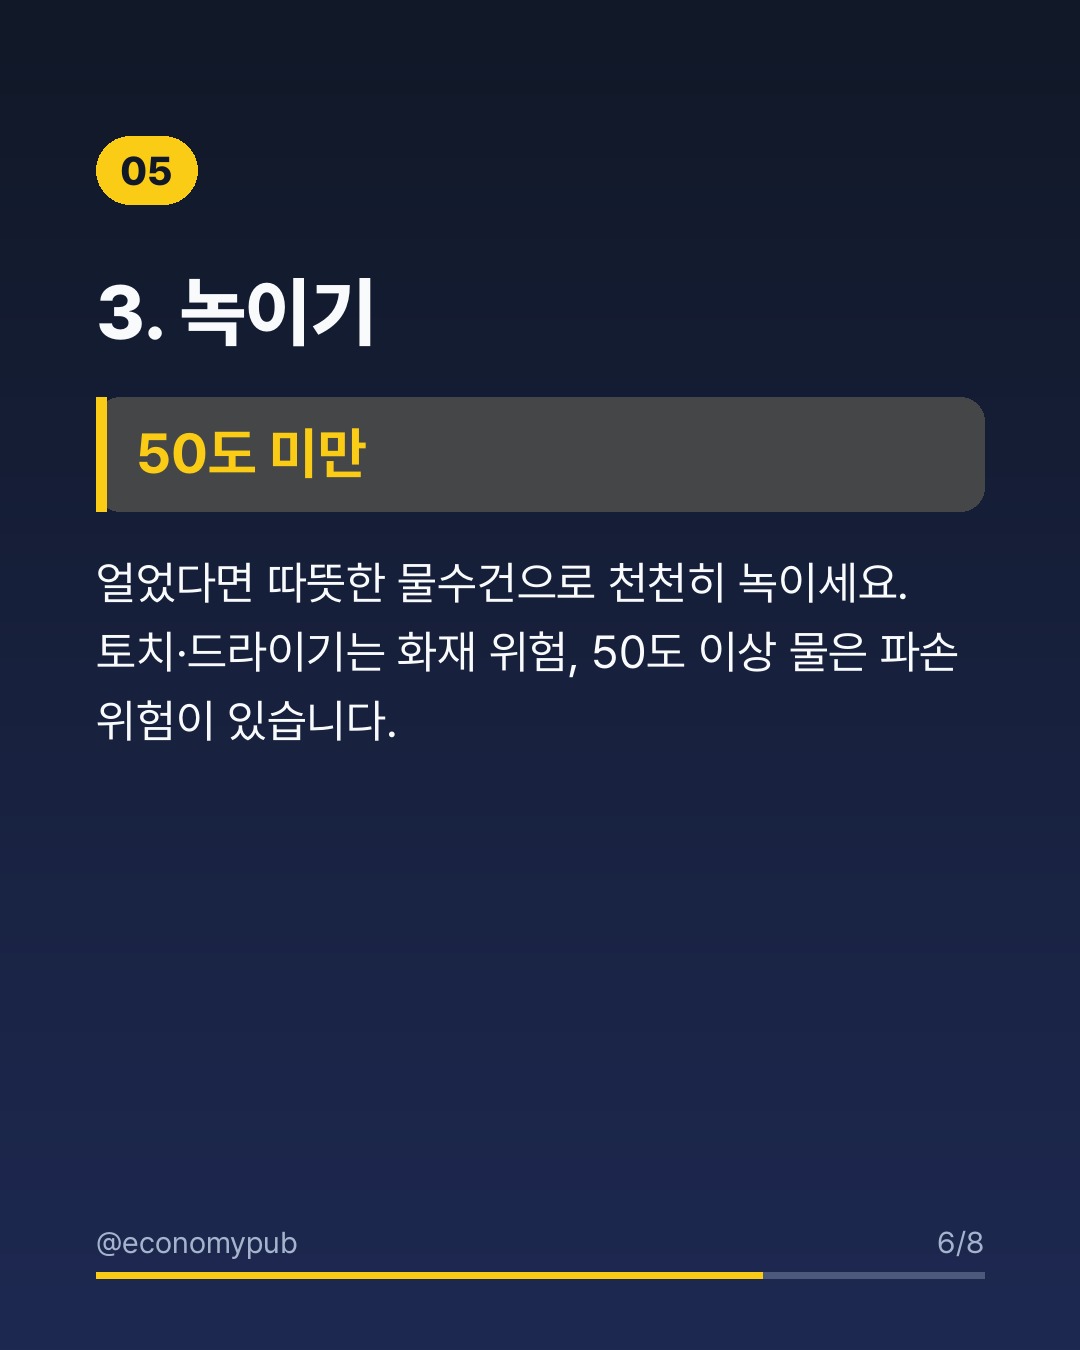 05
3. 녹이기
50도 미만
얼었다면 따뜻한 물수건으로 천천히 녹이세요.
토치·드라이기는 화재 위험, 50도 이상 물은 파손
위험이 있습니다.
@economypub
6/8